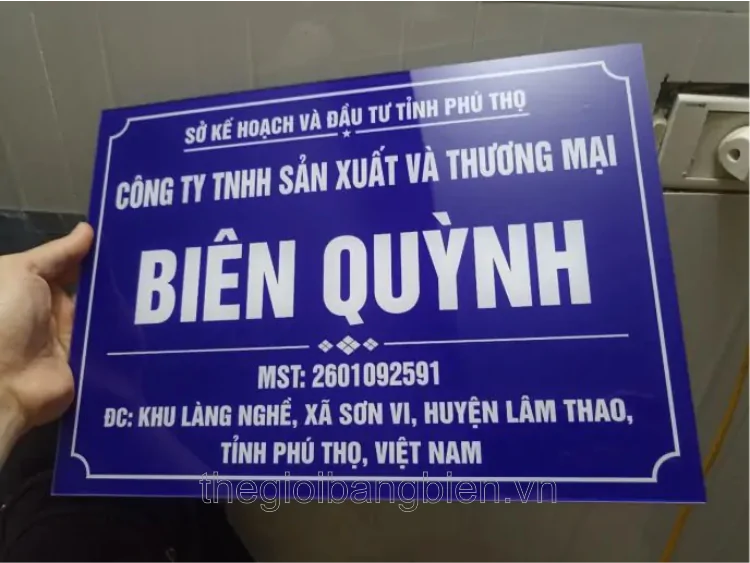 SỞ KẾ HOẠCH VÀ ĐẦU TƯ TỈNH PHÚ THỌ
CÔNG TY TNHH SẢN XUẤT VÀ THƯƠNG MẠI
BIÊN QUỲNH
MST: 2601092591
ĐC: KHU LÀNG NGHỀ, XÃ SƠN VI, HUYỆN LÂM THAO,
TỈNH PHÚ THỌ, VIỆT NAM
thegioibangbien.vn